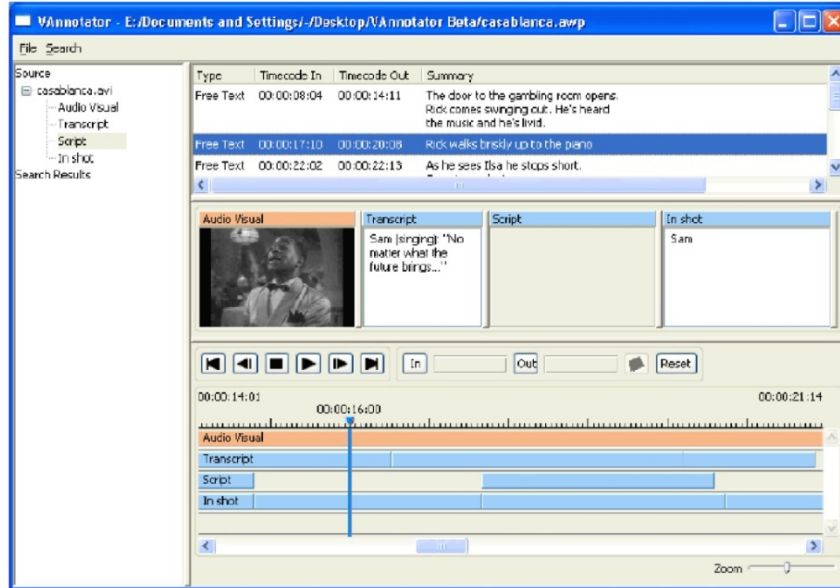 VAnnotator - E:/Documents and Settings/-/Desktop/VAnnotator Beta/casablanca.awp
File Search
Source
casablanca.avi
Audio Visual
Transcript
Script
In shot
Search Results
Type Timecode In Timecode Out Summary
Free Text 00:00:08:04 00:00:14:11 The door to the gambling room opens.
Rick comes swinging out. He's heard
the music and he's livid.
Free Text 00:00:17:10 00:00:20:08 Rick walks briskly up to the piano
Free Text 00:00:22:02 00:00:22:13 As he sees Ilsa he stops short.
Audio Visual Transcript Script In shot
Sam [singing]: "No Sam
matter what the
future brings..."
In Out Reset
00:00:14:01 00:00:21:14
00:00:16:00
Audio Visual
Transcript
Script
In shot
Zoom